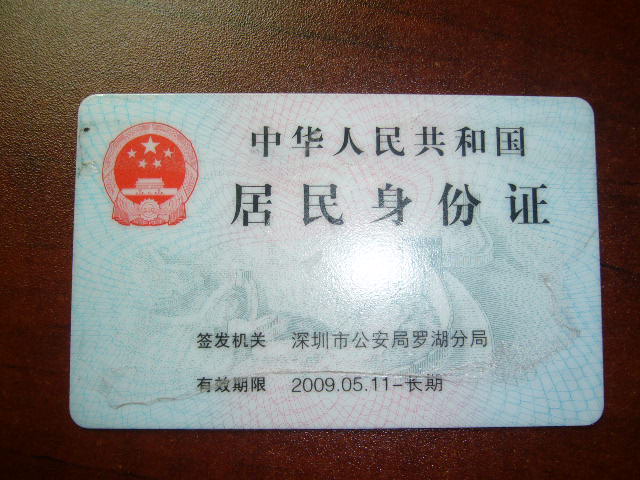 中华人民共和国
居民身份证
签发机关 深圳市公安局罗湖分局
有效期限 2009.05.11-长期